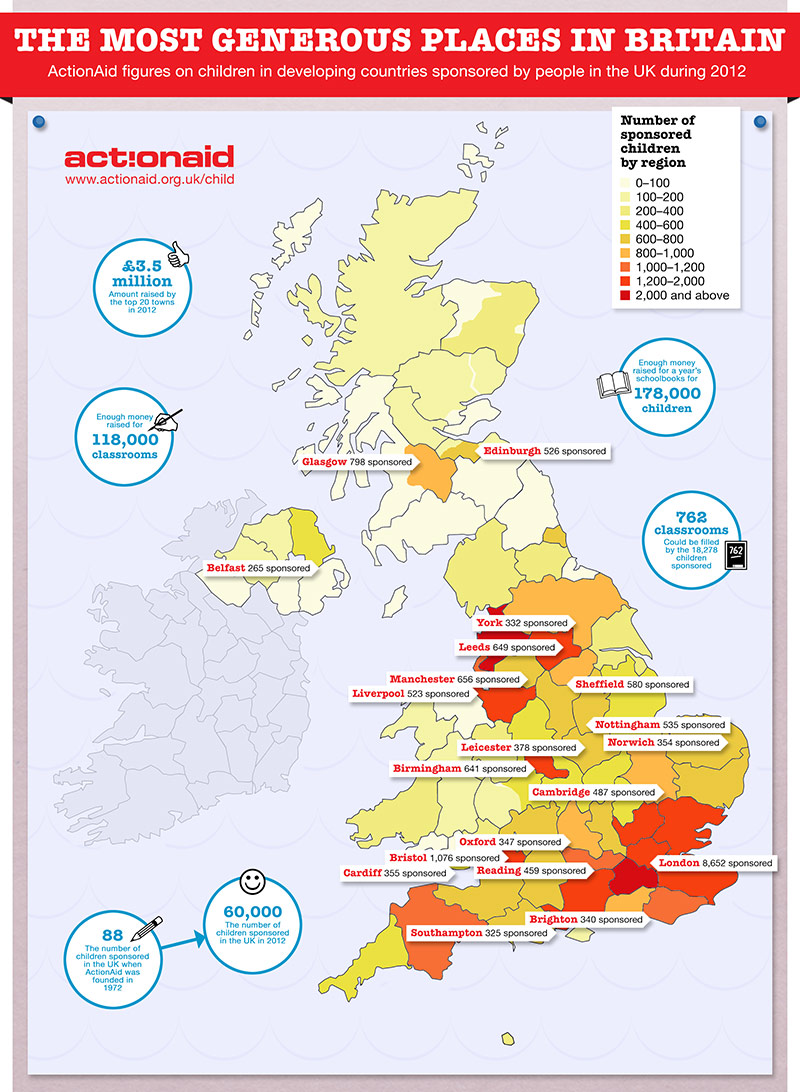 THE MOST GENEROUS PLACES IN BRITAIN
ActionAid figures on children in developing countries sponsored by people in the UK during 2012
act!onaid
www.actionaid.org.uk/child
Number of
sponsored
children
by region
0–100
100–200
200–400
400–600
600–800
800–1,000
1,000–1,200
1,200–2,000
2,000 and above
£3.5
million
Amount raised by
the top 20 towns
in 2012
Enough money
raised for a year's
schoolbooks for
178,000
children
Enough money
raised for
118,000
classrooms
Edinburgh 526 sponsored
Glasgow 798 sponsored
762
classrooms
Could be filled
by the 18,278
children
sponsored
762
Belfast 265 sponsored
York 332 sponsored
Leeds 649 sponsored
Manchester 656 sponsored
Sheffield 580 sponsored
Liverpool 523 sponsored
Nottingham 535 sponsored
Norwich 354 sponsored
Leicester 378 sponsored
Birmingham 641 sponsored
Cambridge 487 sponsored
Oxford 347 sponsored
Bristol 1,076 sponsored
London 8,652 sponsored
Cardiff 355 sponsored
Reading 459 sponsored
Brighton 340 sponsored
Southampton 325 sponsored
60,000
The number of
children sponsored
in the UK in 2012
88
The number of
children sponsored
in the UK when
ActionAid was
founded in
1972